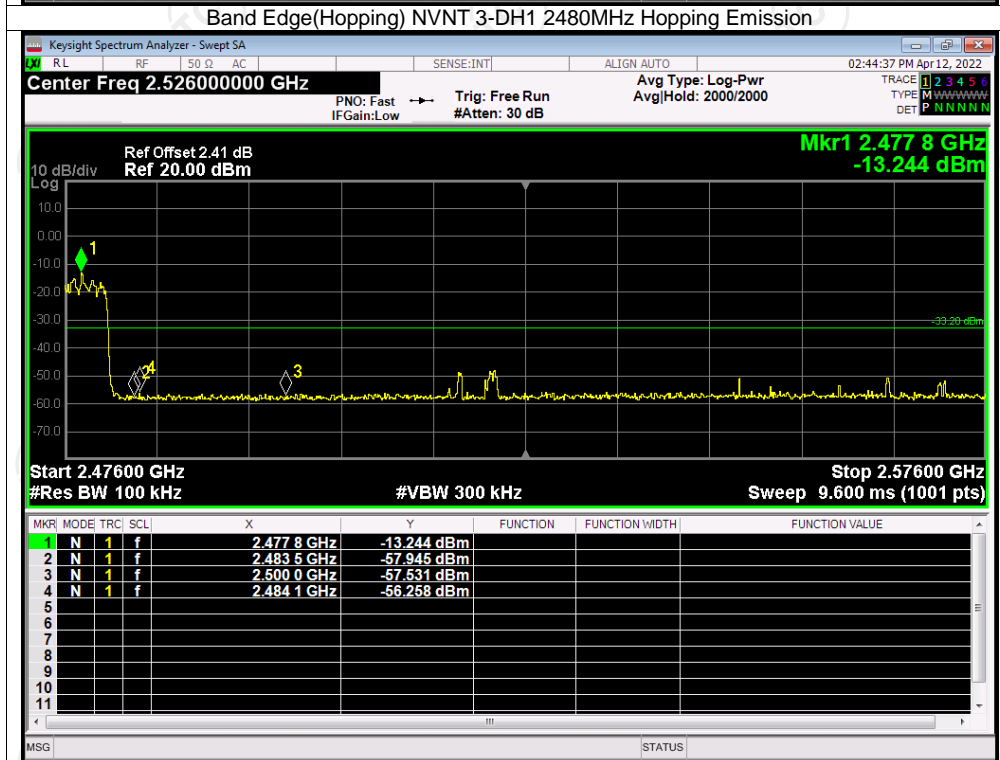 Band Edge(Hopping) NVNT 3-DH1 2480MHz Hopping Emission
Keysight Spectrum Analyzer - Swept SA
LXI RL RF 50 Ω AC SENSE:INT ALIGN AUTO 02:44:37 PM Apr 12, 2022
Center Freq 2.526000000 GHz
PNO: Fast
IFGain:Low
Trig: Free Run
#Atten: 30 dB
Avg Type: Log-Pwr
Avg|Hold: 2000/2000
TRACE 1 2 3 4 5 6
TYPE M WWWWW
DET P N N N N N
Mkr1 2.477 8 GHz
-13.244 dBm
Ref Offset 2.41 dB
10 dB/div Ref 20.00 dBm
Log
10.0
0.00
-10.0
-20.0
-30.0
-40.0
-50.0
-60.0
-70.0
1
2
4
3
-33.20 dBm
Start 2.47600 GHz Stop 2.57600 GHz
#Res BW 100 kHz #VBW 300 kHz Sweep 9.600 ms (1001 pts)
MKR MODE TRC SCL X Y FUNCTION FUNCTION WIDTH FUNCTION VALUE
1 N 1 f 2.477 8 GHz -13.244 dBm
2 N 1 f 2.483 5 GHz -57.945 dBm
3 N 1 f 2.500 0 GHz -57.531 dBm
4 N 1 f 2.484 1 GHz -56.258 dBm
5
6
7
8
9
10
11
MSG STATUS